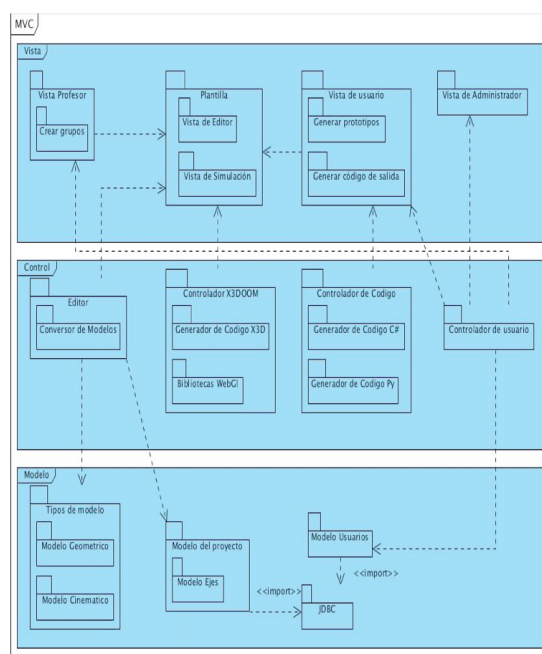 MVC
Vista
Vista Profesor
Crear grupos
Plantilla
Vista de Editor
Vista de Simulación
Vista de usuario
Generar prototipos
Generar código de salida
Vista de Administrador
Control
Editor
Conversor de Modelos
Controlador X3DOOM
Generador de Codigo X3D
Bibliotecas WebGl
Controlador de Codigo
Generador de Codigo C#
Generador de Codigo Py
Controlador de usuario
Modelo
Tipos de modelo
Modelo Geometrico
Modelo Cinematico
Modelo del proyecto
Modelo Ejes
Modelo Usuarios
<<import>>
<<import>>
JDBC